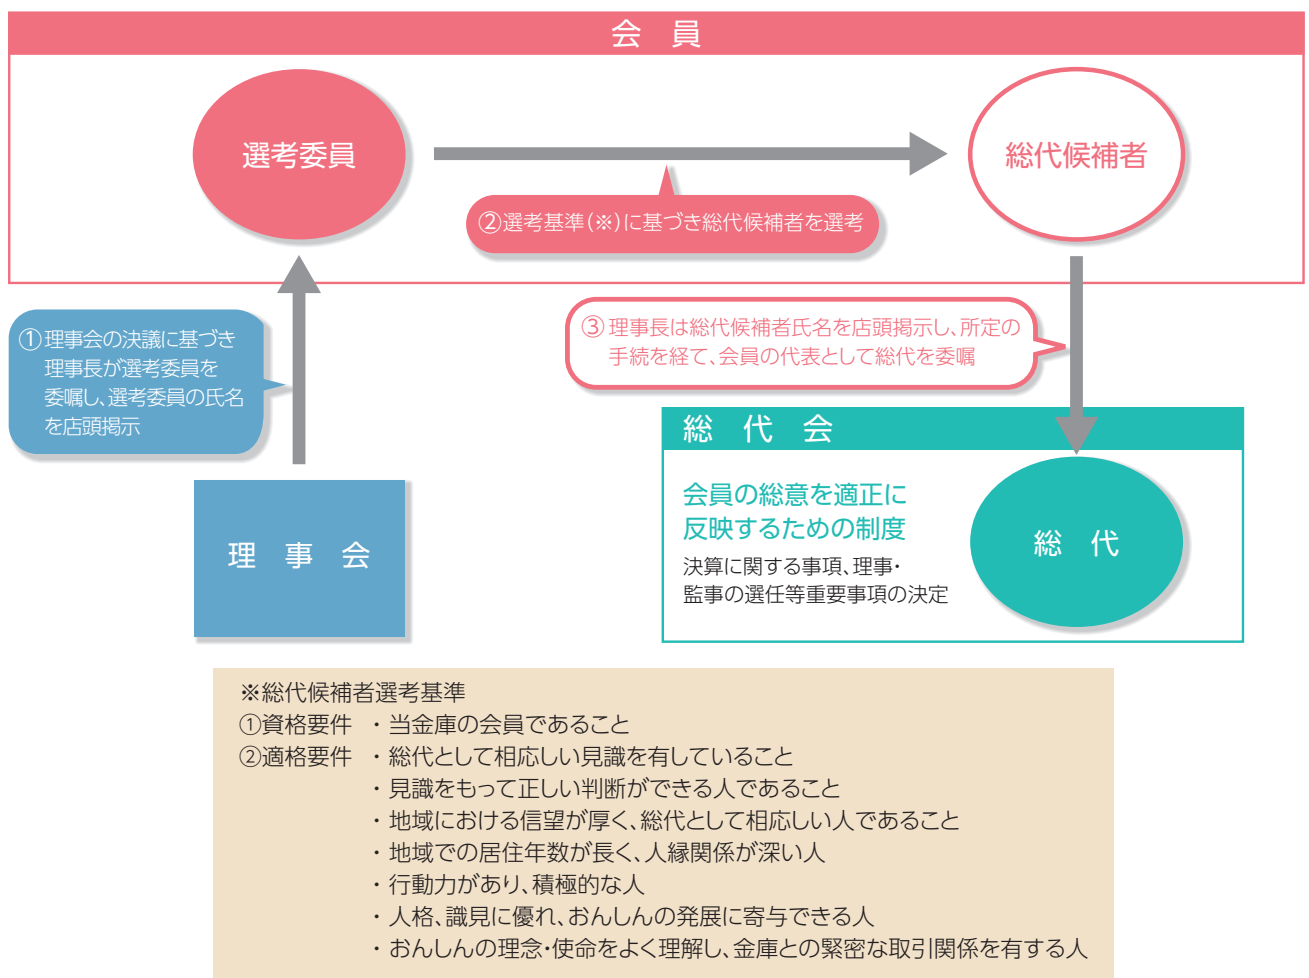 会　員
選考委員
総代候補者
②選考基準(※)に基づき総代候補者を選考
①理事会の決議に基づき
理事長が選考委員を
委嘱し、選考委員の氏名
を店頭掲示
③ 理事長は総代候補者氏名を店頭掲示し、所定の
手続を経て、会員の代表として総代を委嘱
理　事　会
総　代　会
会員の総意を適正に
反映するための制度
決算に関する事項、理事・
監事の選任等重要事項の決定
総　代
※総代候補者選考基準
①資格要件　・ 当金庫の会員であること
②適格要件　・ 総代として相応しい見識を有していること
・ 見識をもって正しい判断ができる人であること
・ 地域における信望が厚く、総代として相応しい人であること
・ 地域での居住年数が長く、人縁関係が深い人
・ 行動力があり、積極的な人
・ 人格、識見に優れ、おんしんの発展に寄与できる人
・ おんしんの理念・使命をよく理解し、金庫との緊密な取引関係を有する人